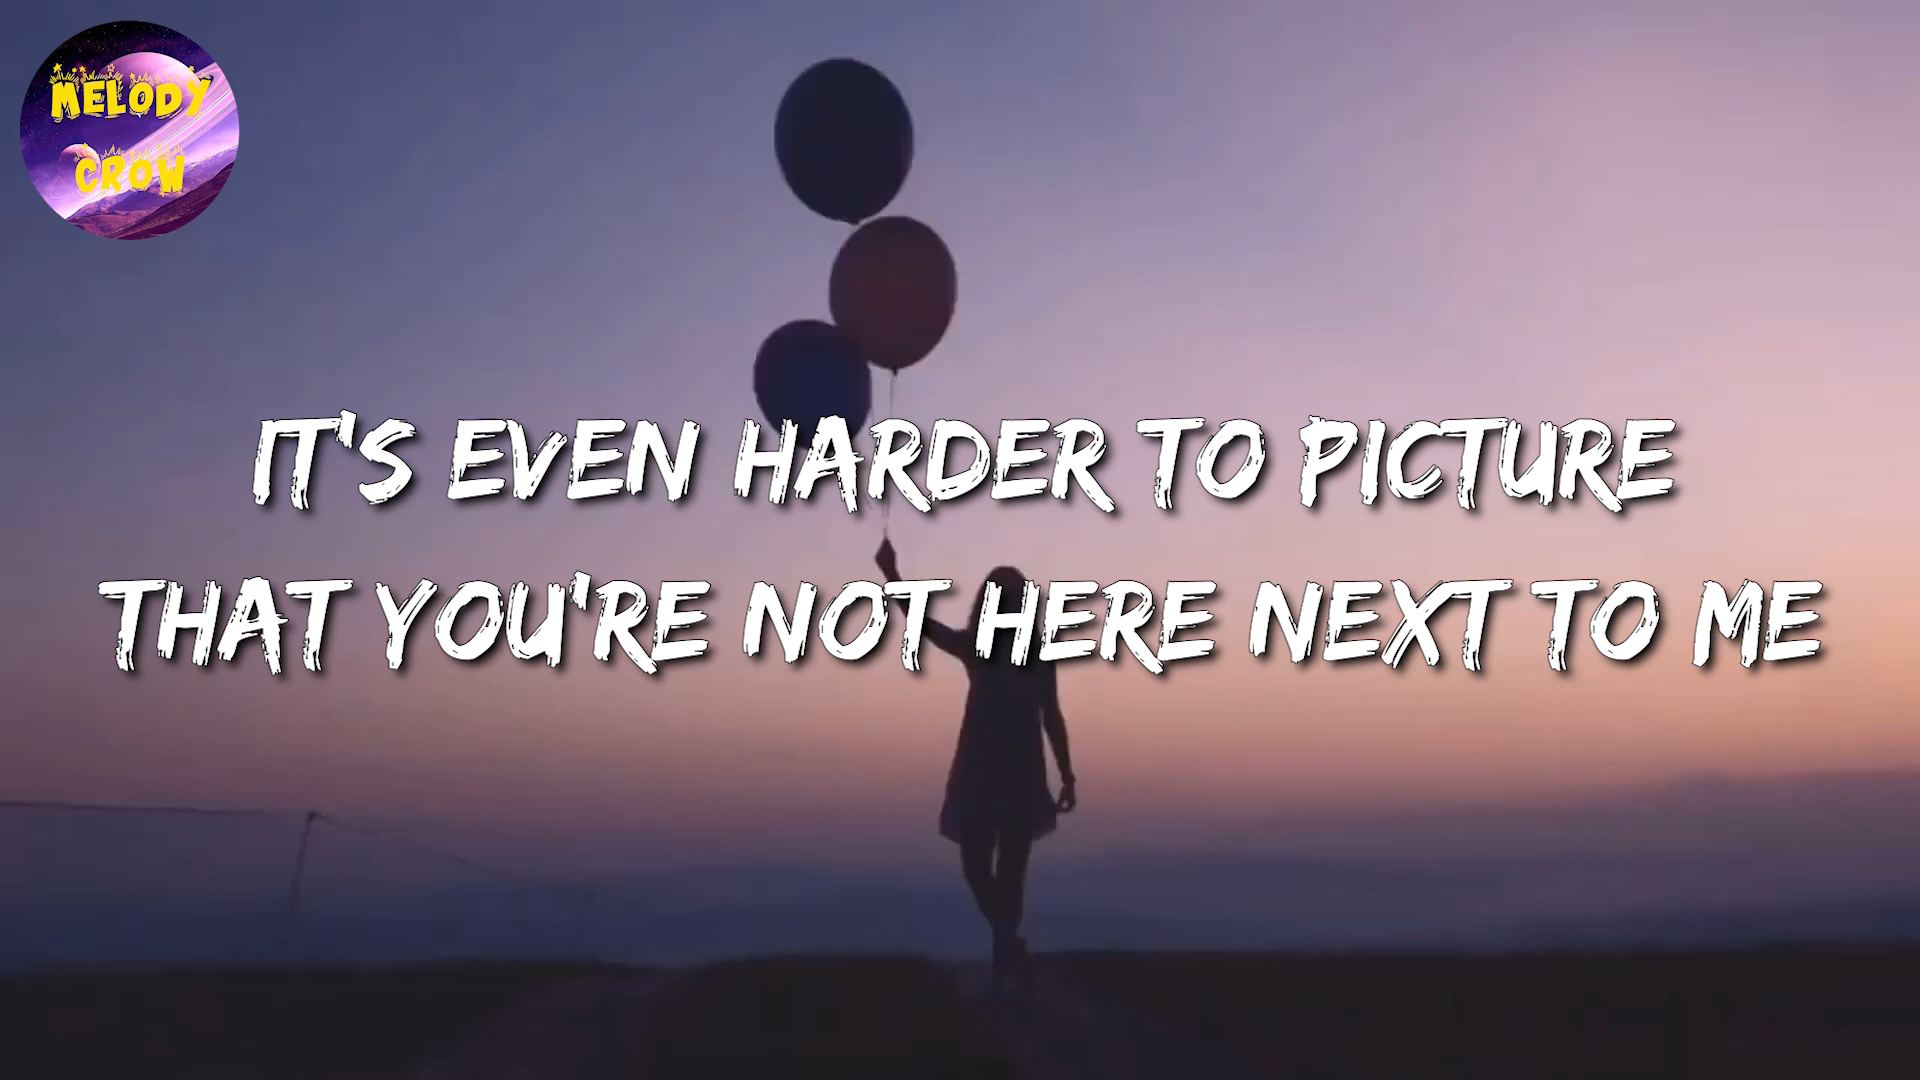 MELODY
CROW
IT'S EVEN HARDER TO PICTURE
THAT YOU'RE NOT HERE NEXT TO ME